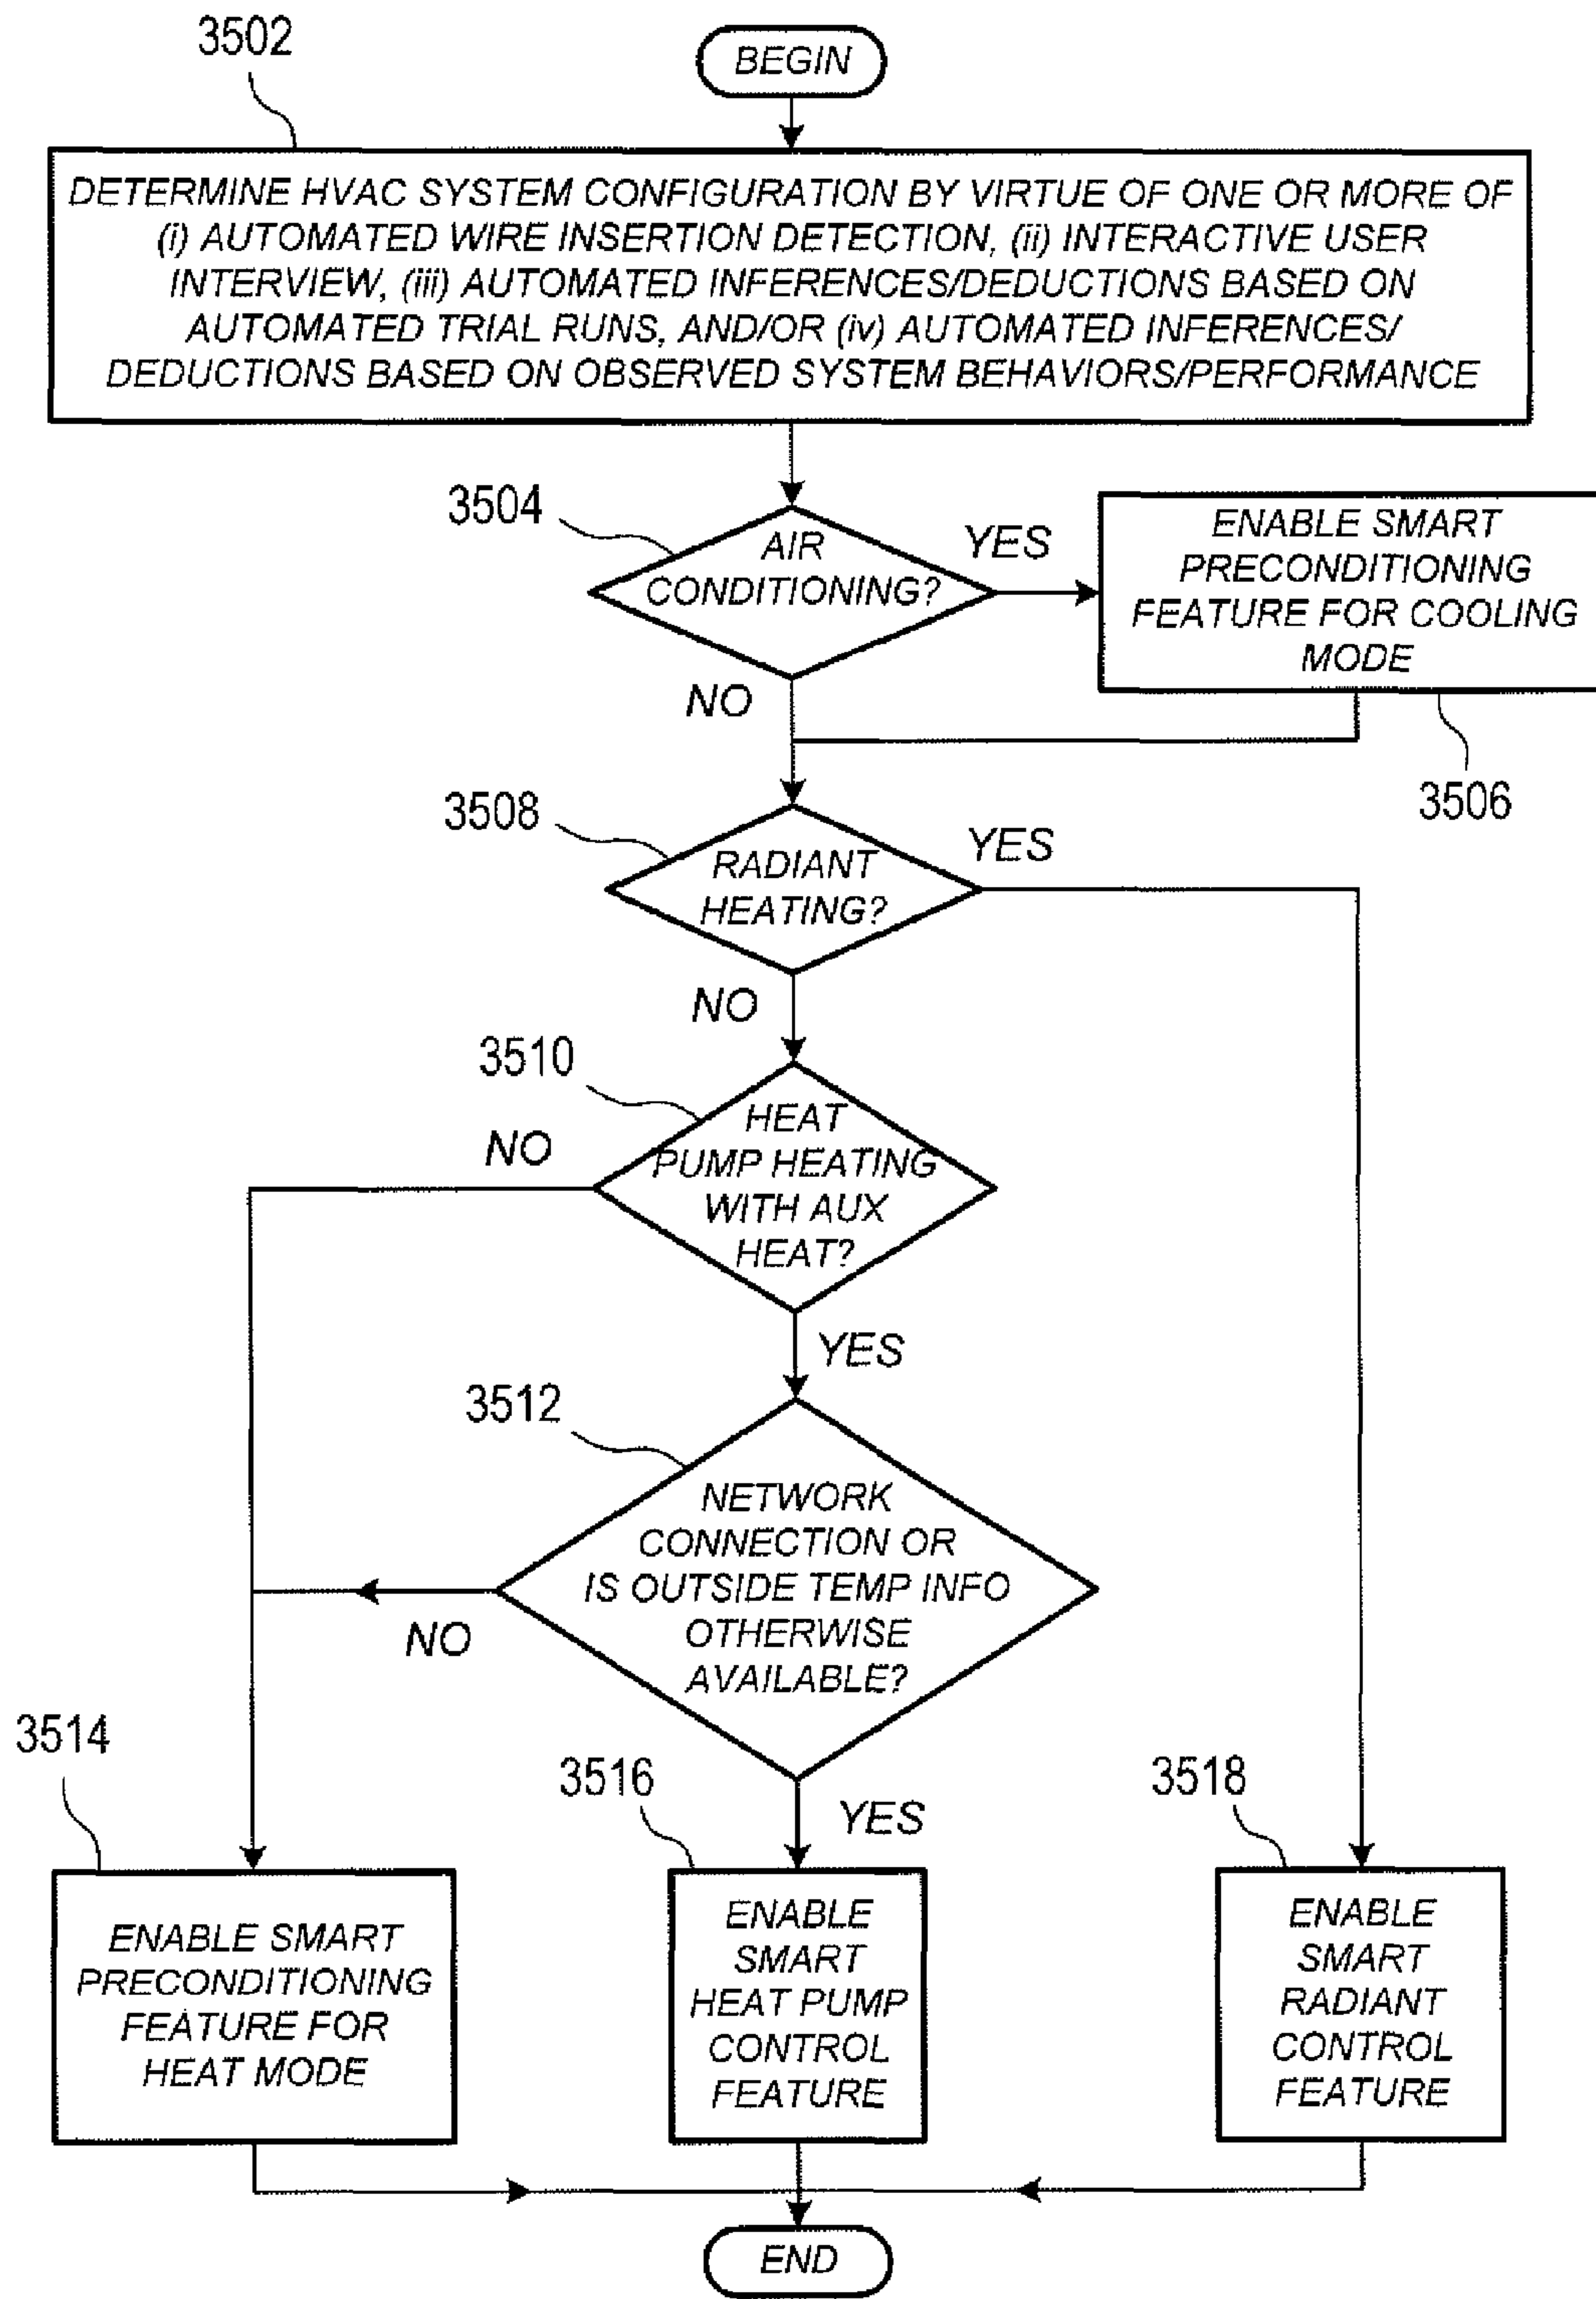 3502
BEGIN
DETERMINE HVAC SYSTEM CONFIGURATION BY VIRTUE OF ONE OR MORE OF
(i) AUTOMATED WIRE INSERTION DETECTION, (ii) INTERACTIVE USER
INTERVIEW, (iii) AUTOMATED INFERENCES/DEDUCTIONS BASED ON
AUTOMATED TRIAL RUNS, AND/OR (iv) AUTOMATED INFERENCES/
DEDUCTIONS BASED ON OBSERVED SYSTEM BEHAVIORS/PERFORMANCE
3504
AIR
CONDITIONING?
YES
ENABLE SMART
PRECONDITIONING
FEATURE FOR COOLING
MODE
NO
3506
3508
RADIANT
HEATING?
YES
NO
3510
HEAT
PUMP HEATING
WITH AUX
HEAT?
NO
YES
3512
NETWORK
CONNECTION OR
IS OUTSIDE TEMP INFO
OTHERWISE
AVAILABLE?
NO
YES
3514
ENABLE SMART
PRECONDITIONING
FEATURE FOR
HEAT MODE
3516
ENABLE
SMART
HEAT PUMP
CONTROL
FEATURE
3518
ENABLE
SMART
RADIANT
CONTROL
FEATURE
END